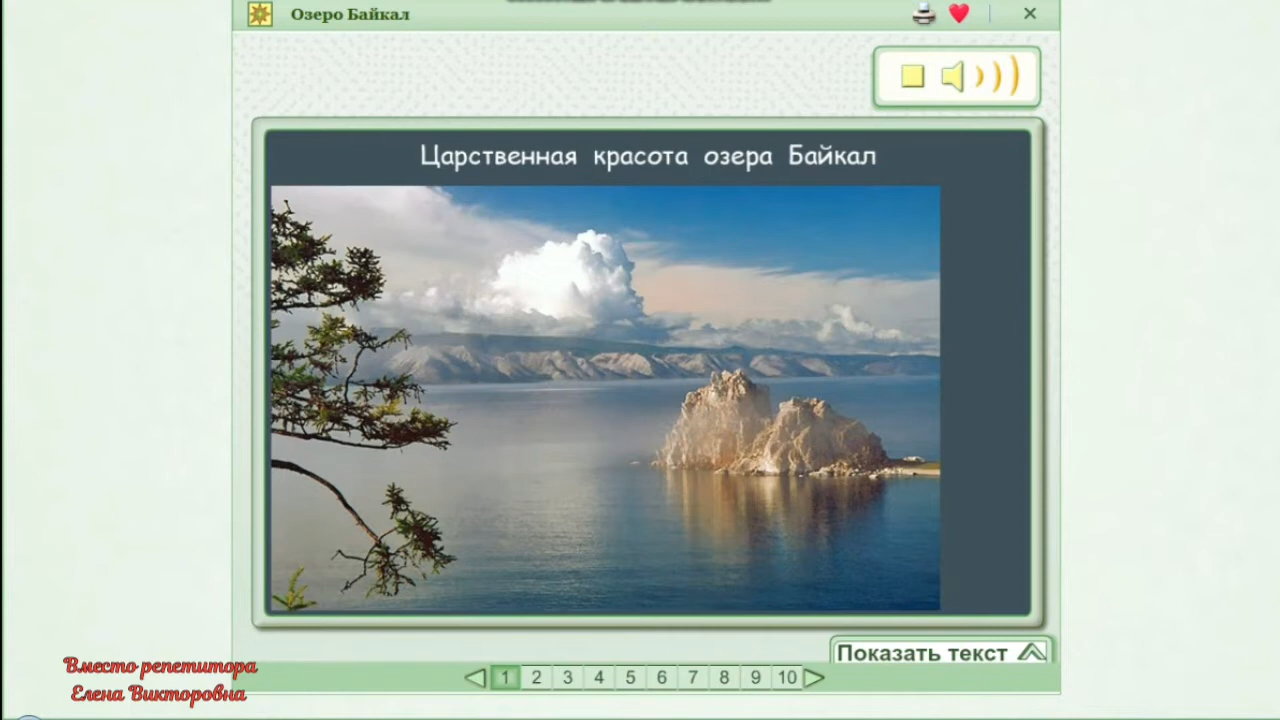 Озеро Байкал
Царственная красота озера Байкал
Показать текст
1 2 3 4 5 6 7 8 9 10
Вместо репетитора
Елена Викторовна